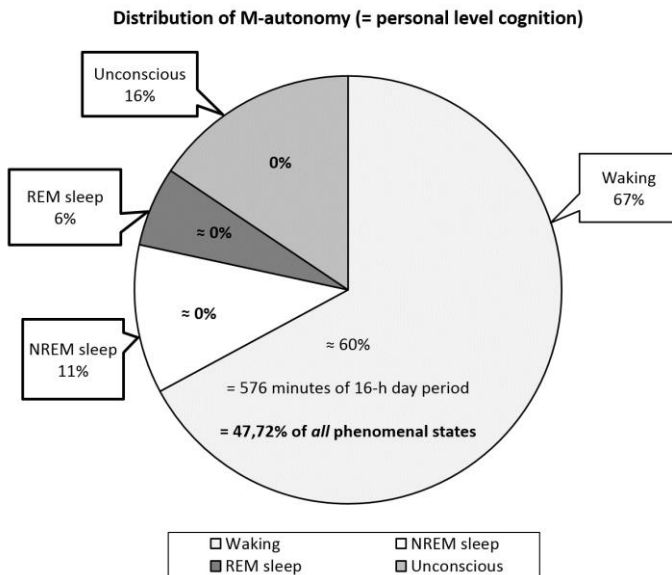 Distribution of M-autonomy (= personal level cognition)
Unconscious
16%
0%
Waking
67%
REM sleep
6%
≈ 0%
≈ 0%
NREM sleep
11%
≈ 60%
= 576 minutes of 16-h day period
= 47,72% of all phenomenal states
Waking
NREM sleep
REM sleep
Unconscious